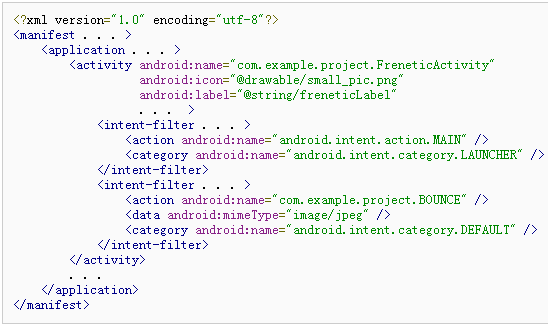 <?xml version="1.0" encoding="utf-8"?>
<manifest . . . >
    <application . . . >
        <activity android:name="com.example.project.FreneticActivity"
                  android:icon="@drawable/small_pic.png"
                  android:label="@string/freneticLabel"
                  . . .  >
            <intent-filter . . . >
                <action android:name="android.intent.action.MAIN" />
                <category android:name="android.intent.category.LAUNCHER" />
            </intent-filter>
            <intent-filter . . . >
                <action android:name="com.example.project.BOUNCE" />
                <data android:mimeType="image/jpeg" />
                <category android:name="android.intent.category.DEFAULT" />
            </intent-filter>
        </activity>
        . . .
    </application>
</manifest>